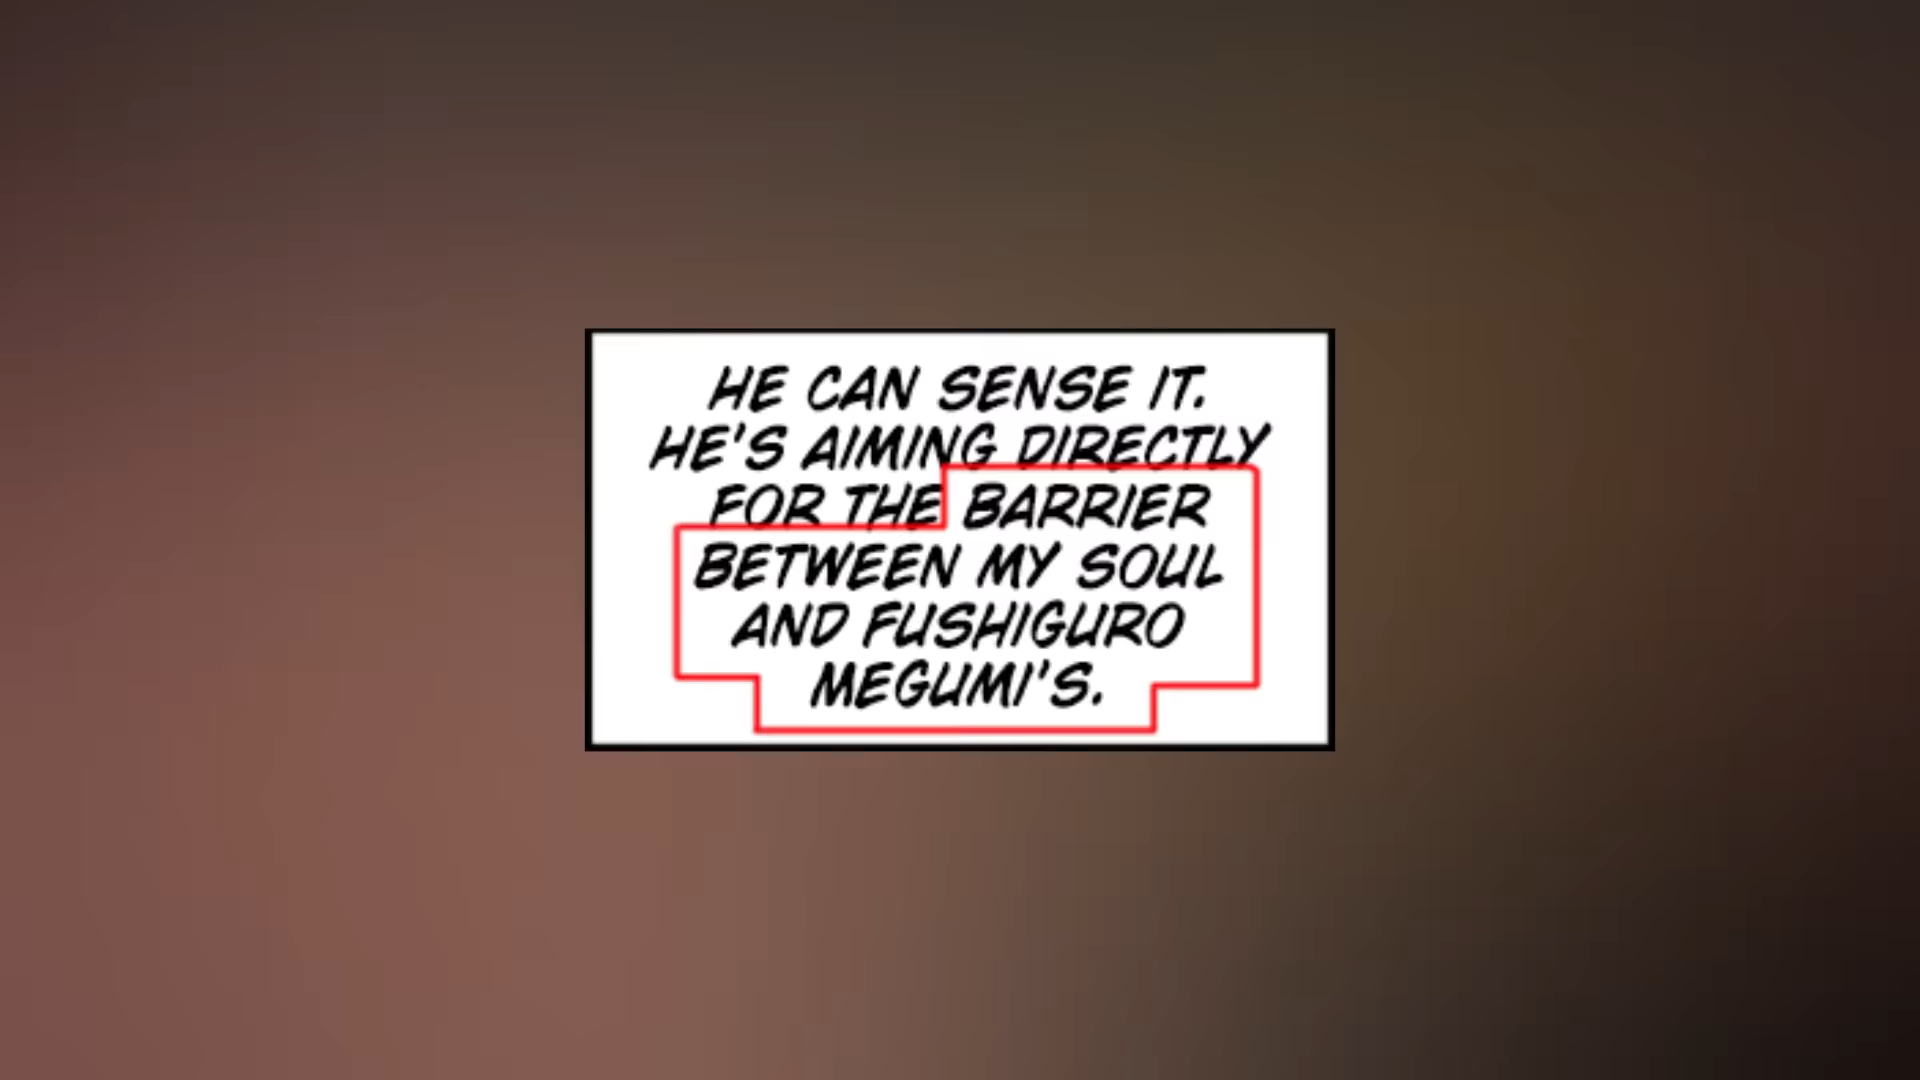 HE CAN SENSE IT.
HE'S AIMING DIRECTLY
FOR THE BARRIER
BETWEEN MY SOUL
AND FUSHIGURO
MEGUMI'S.